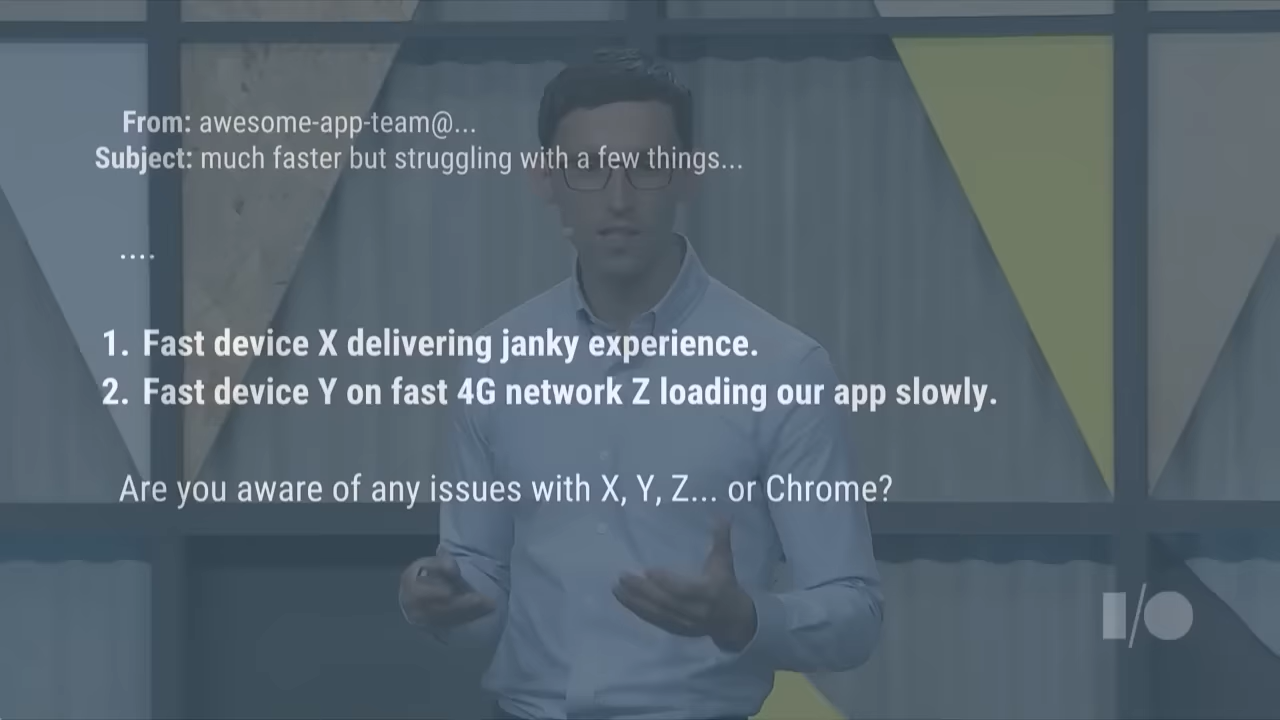 From: awesome-app-team@...
Subject: much faster but struggling with a few things...
....
1. Fast device X delivering janky experience.
2. Fast device Y on fast 4G network Z loading our app slowly.
Are you aware of any issues with X, Y, Z... or Chrome?
I/O